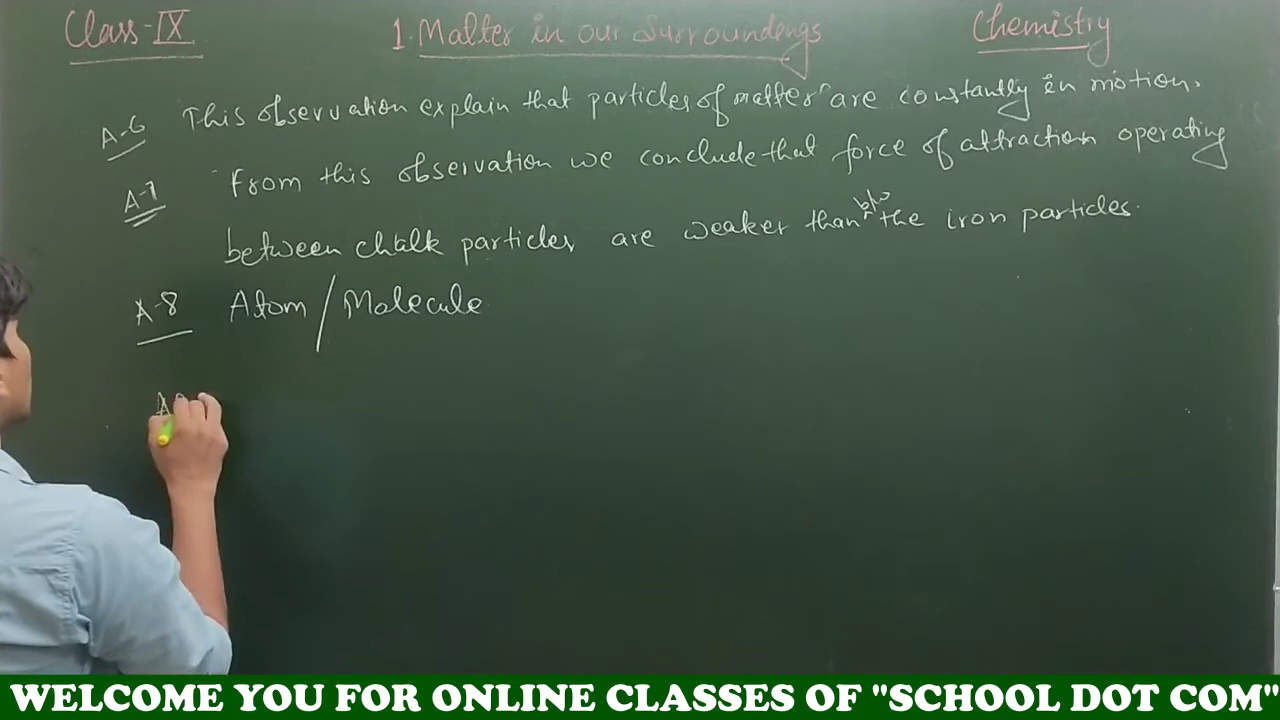 Class-IX 1. Matter in our Surroundings Chemistry
A-6 This observation explain that particles of matter are constantly in motion.
A-7 From this observation we conclude that force of attraction operating
between chalk particles are weaker than b/w the iron particles.
A-8 Atom / Molecule
A
WELCOME YOU FOR ONLINE CLASSES OF "SCHOOL DOT COM"